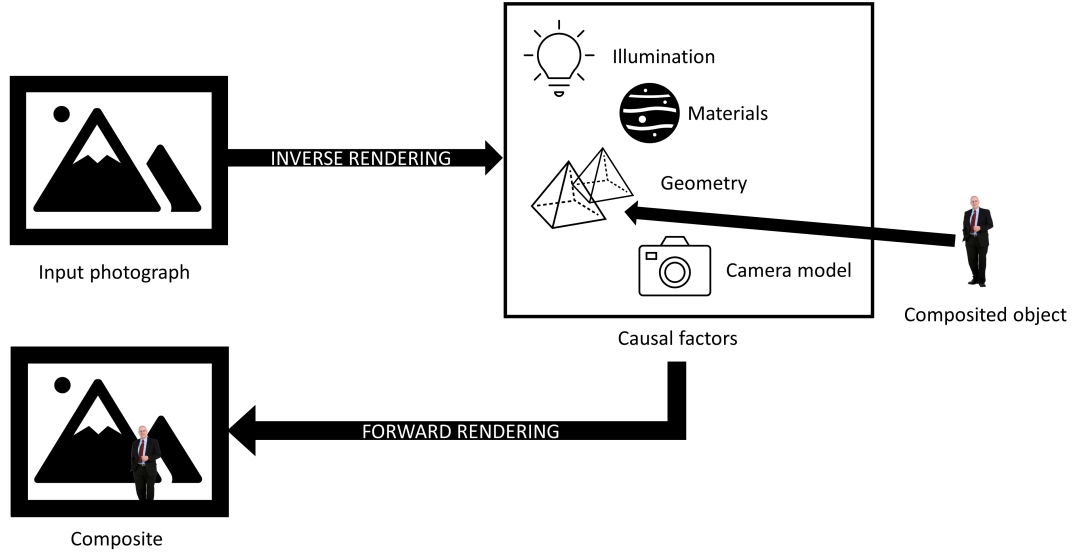 Illumination
Materials
INVERSE RENDERING
Geometry
Input photograph
Camera model
Composited object
Causal factors
FORWARD RENDERING
Composite